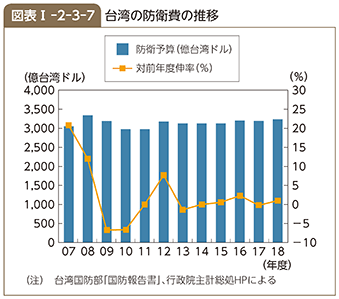 図表Ⅰ-2-3-7 台湾の防衛費の推移
防衛予算(億台湾ドル)
対前年度伸率(%)
(億台湾ドル) (%)
4,000 30
3,500 25
3,000 20
2,500 15
2,000 10
1,500 5
1,000 0
500 −5
0 −10
07 08 09 10 11 12 13 14 15 16 17 18
(年度)
(注) 台湾国防部「国防報告書」、行政院主計総処HPによる